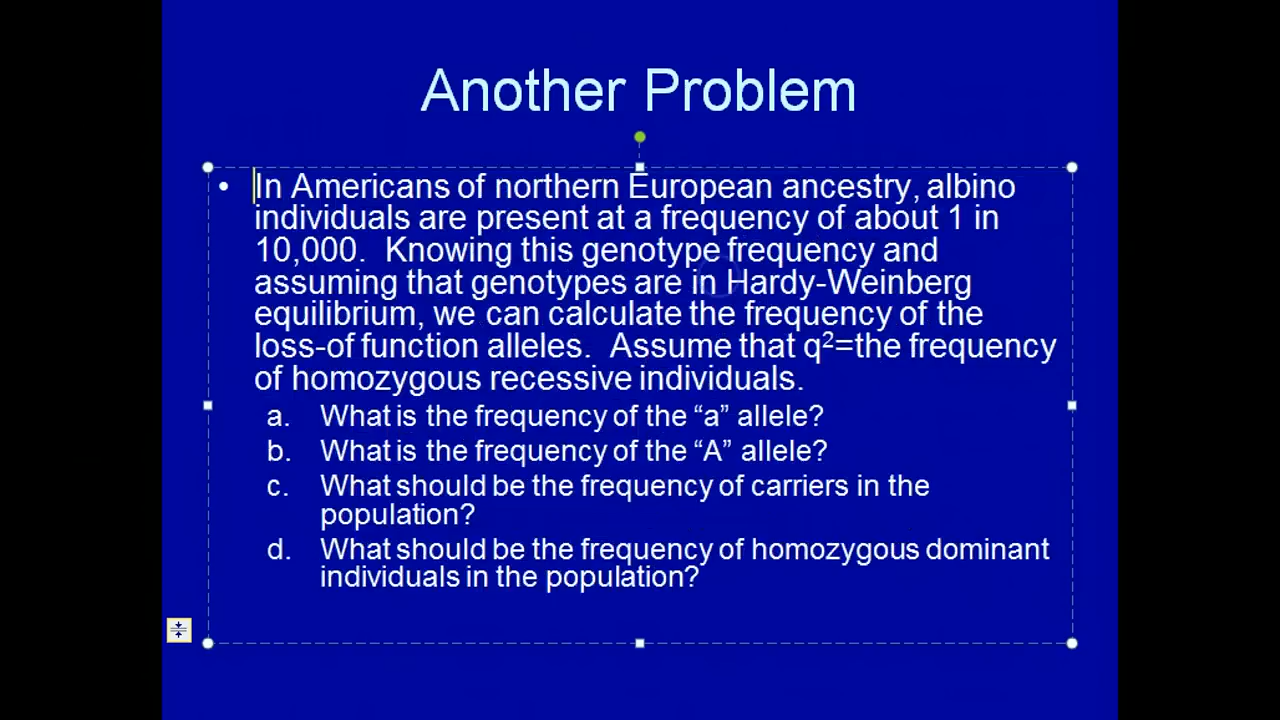 Another Problem
• In Americans of northern European ancestry, albino
individuals are present at a frequency of about 1 in
10,000.  Knowing this genotype frequency and
assuming that genotypes are in Hardy-Weinberg
equilibrium, we can calculate the frequency of the
loss-of function alleles.  Assume that q²=the frequency
of homozygous recessive individuals.
a. What is the frequency of the “a” allele?
b. What is the frequency of the “A” allele?
c. What should be the frequency of carriers in the
population?
d. What should be the frequency of homozygous dominant
individuals in the population?